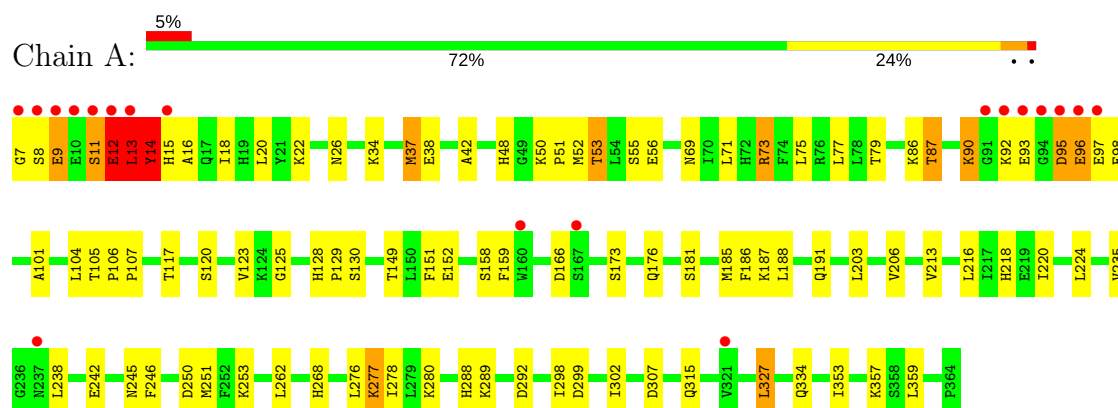 5%
Chain A:
72% 24% • •
G7 S8 E9 E10 S11 E12 L13 Y14 H15 A16 Q17 I18 H19 L20 Y21 K22 N26 K34 M37 E38 A42 H48 G49 K50 P51 M52 T53 L54 S55 E56 N69 I70 L71 H72 R73 F74 L75 R76 L77 L78 T79 K86 T87 K90 G91 K92 E93 G94 D95 E96 E97
A101 L104 T105 P106 P107 T117 S120 V123 K124 G125 H128 P129 S130 T149 L150 F151 E152 S158 F159 W160 D166 S167 S173 Q176 S181 M185 F186 K187 L188 Q191 L203 V206 V213 L216 I217 H218 E219 I220 L224
G236 N237 L238 E242 N245 F246 D250 M251 F252 K253 L262 H268 L276 K277 I278 L279 K280 H288 K289 D292 I298 D299 I302 D307 Q315 V321 L327 Q334 I353 K357 S358 L359 P364